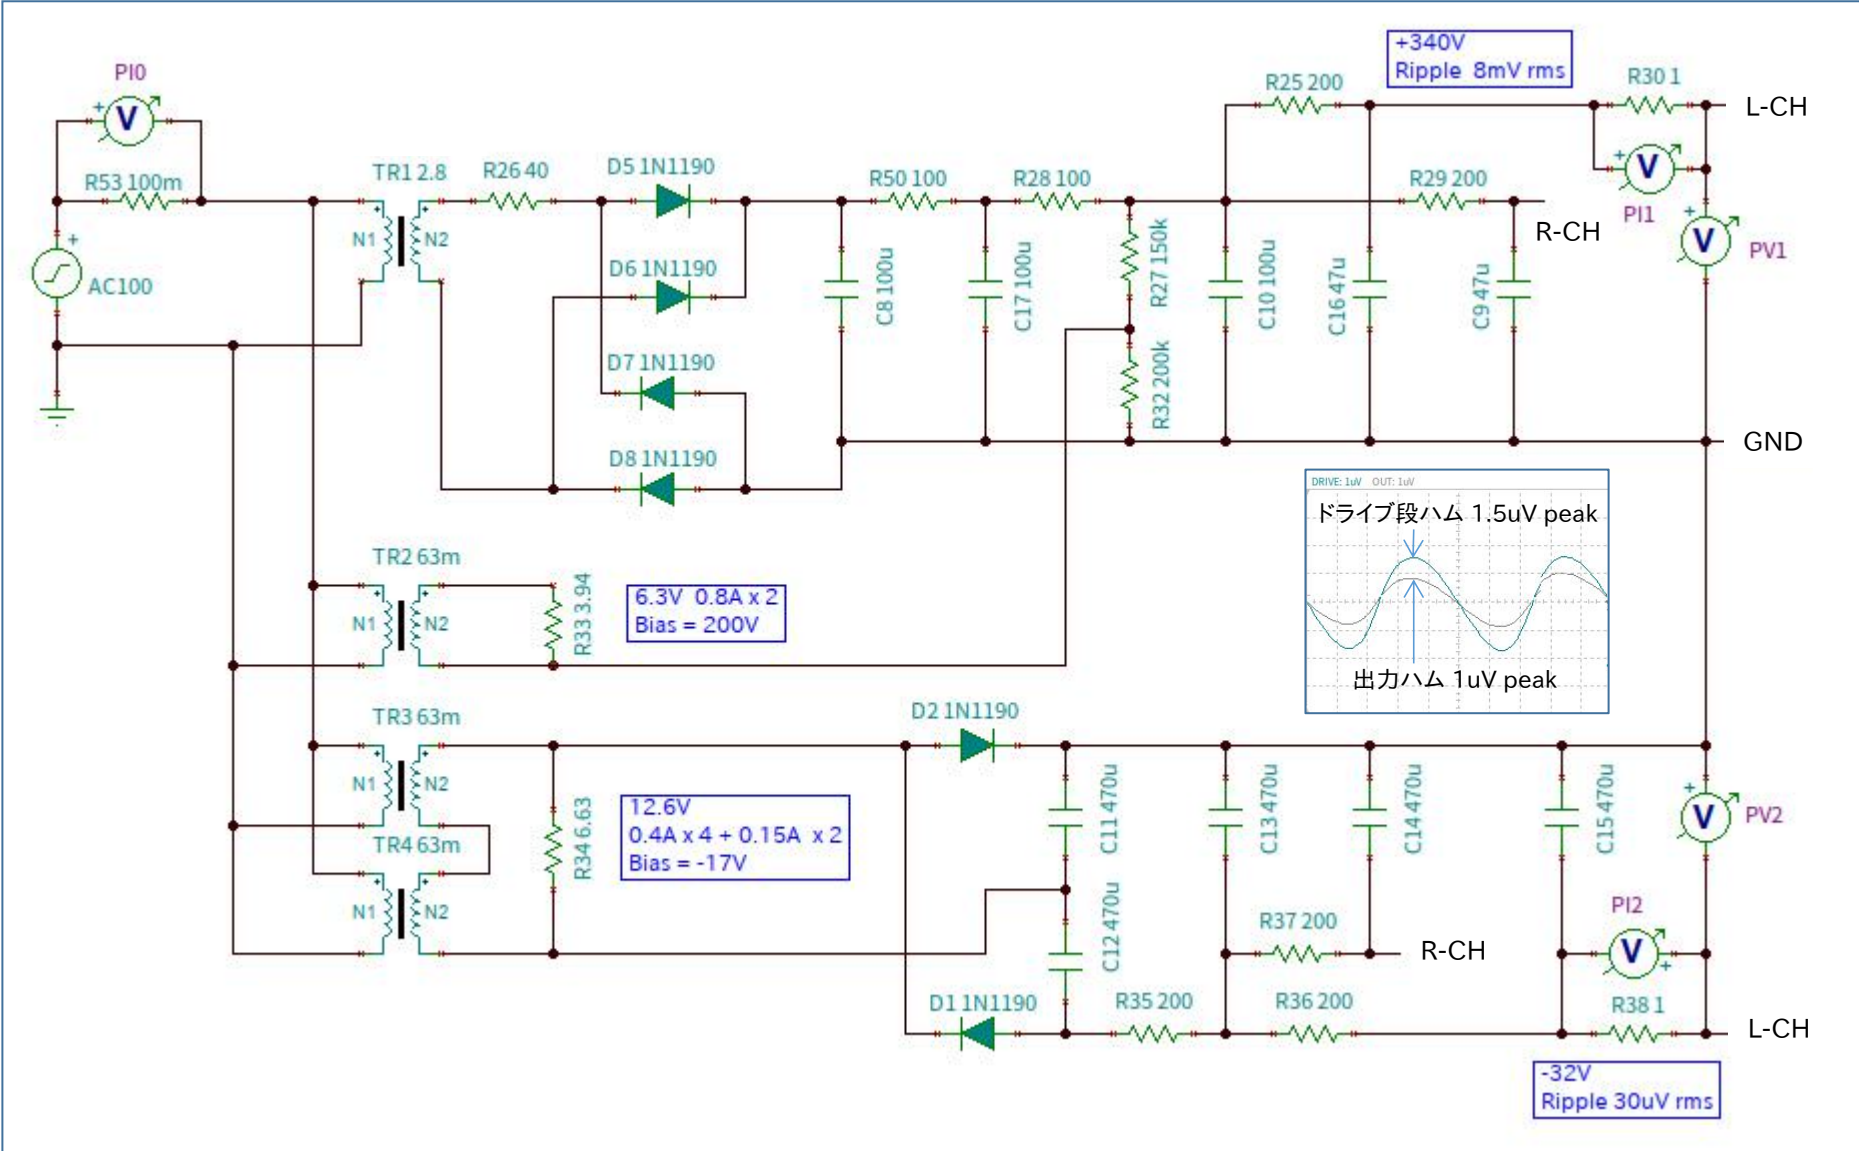 +340V
Ripple 8mV rms
PI0
V
R53 100m
AC100
TR1 2.8
N1
N2
R26 40
D5 1N1190
D6 1N1190
D7 1N1190
D8 1N1190
R50 100
R28 100
C8 100u
C17 100u
R27 150k
R32 200k
R25 200
R29 200
C10 100u
C16 47u
C9 47u
R30 1
L-CH
V
PI1
R-CH
V
PV1
GND
DRIVE: 1uV OUT: 1uV
ドライブ段ハム 1.5uV peak
出力ハム 1uV peak
TR2 63m
N1
N2
R33 3.94
6.3V 0.8A x 2
Bias = 200V
TR3 63m
N1
N2
TR4 63m
N1
N2
R34 6.63
12.6V
0.4A x 4 + 0.15A x 2
Bias = -17V
D2 1N1190
C11 470u
C13 470u
C14 470u
C15 470u
V
PV2
C12 470u
R37 200
R-CH
PI2
V
D1 1N1190
R35 200
R36 200
R38 1
L-CH
-32V
Ripple 30uV rms